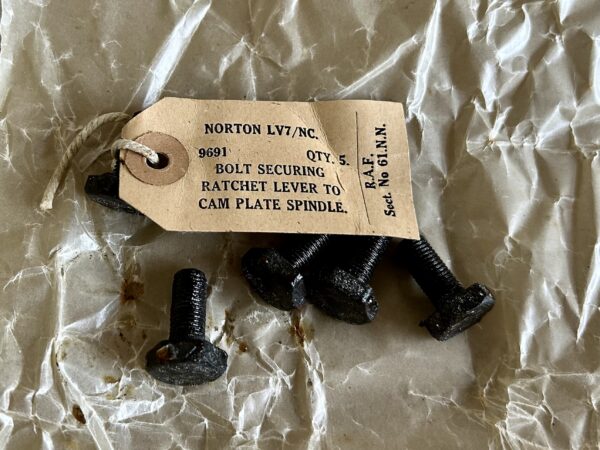 NORTON LV7/NC.
9691 QTY. 5.
BOLT SECURING
RATCHET LEVER TO
CAM PLATE SPINDLE.
R.A.F.
Sect. No 61.N.N.